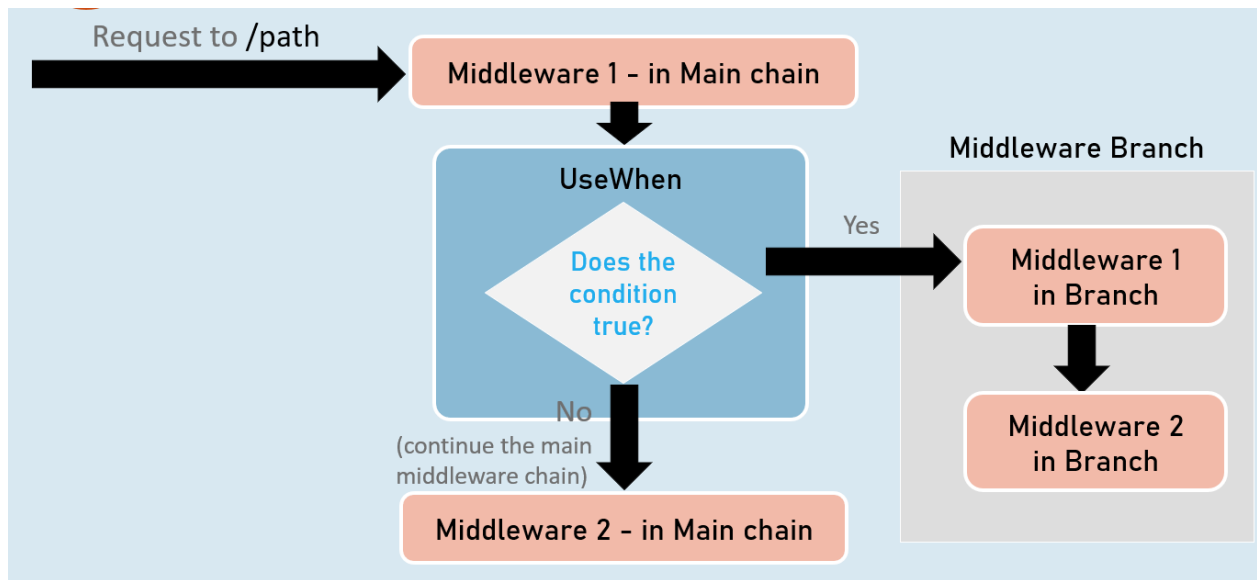 Request to /path
Middleware 1 - in Main chain
UseWhen
Does the
condition
true?
Yes
Middleware Branch
Middleware 1
in Branch
Middleware 2
in Branch
No
(continue the main
middleware chain)
Middleware 2 - in Main chain